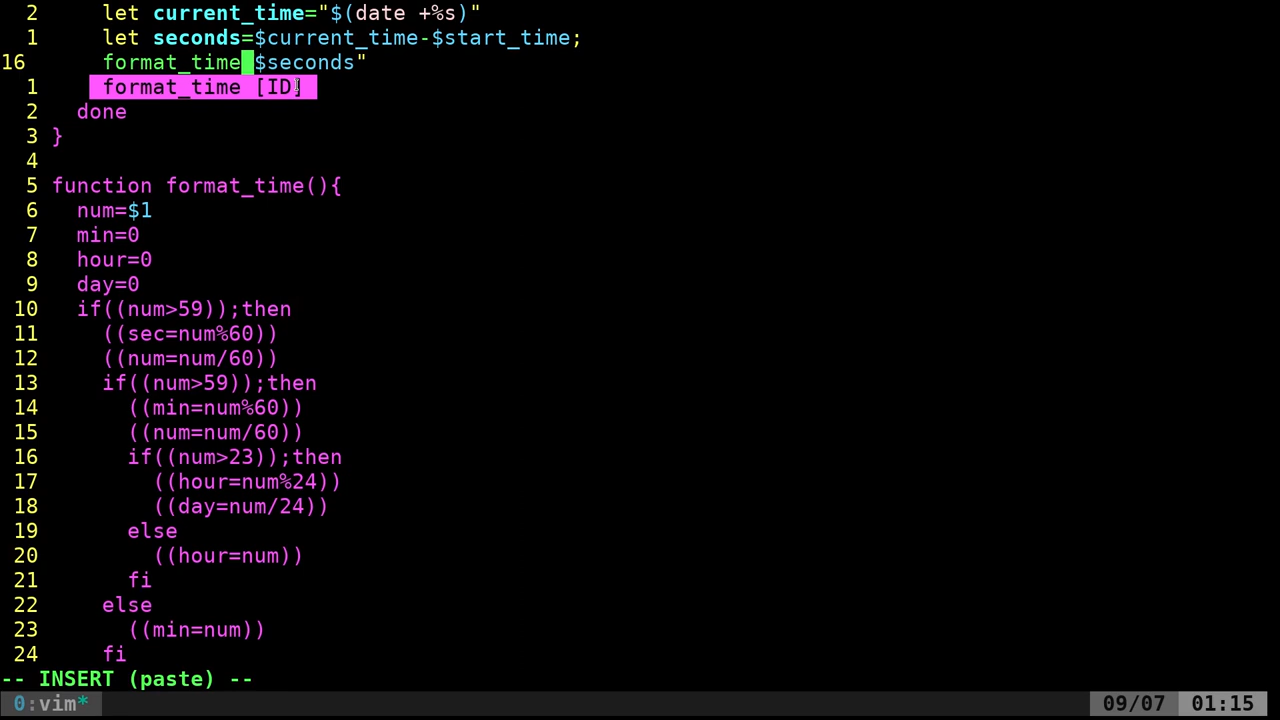 2     let current_time="$(date +%s)"
1     let seconds=$current_time-$start_time;
16      format_time $seconds"
1     format_time [ID]
2   done
3 }
4
5 function format_time(){
6   num=$1
7   min=0
8   hour=0
9   day=0
10   if((num>59));then
11     ((sec=num%60))
12     ((num=num/60))
13     if((num>59));then
14       ((min=num%60))
15       ((num=num/60))
16       if((num>23));then
17         ((hour=num%24))
18         ((day=num/24))
19       else
20         ((hour=num))
21       fi
22     else
23       ((min=num))
24     fi
-- INSERT (paste) --
0:vim* 09/07 01:15